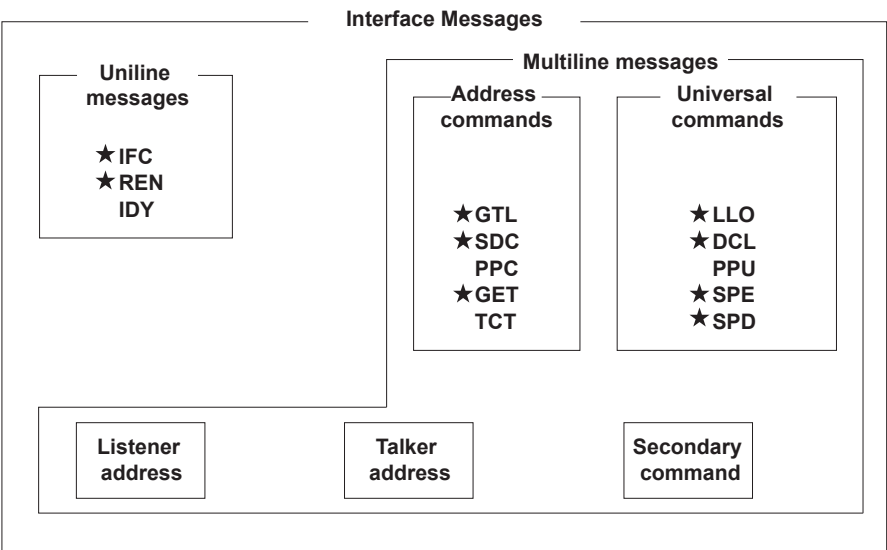 Interface Messages
Uniline
messages
★IFC
★REN
IDY
Multiline messages
Address
commands
★GTL
★SDC
PPC
★GET
TCT
Universal
commands
★LLO
★DCL
PPU
★SPE
★SPD
Listener
address
Talker
address
Secondary
command